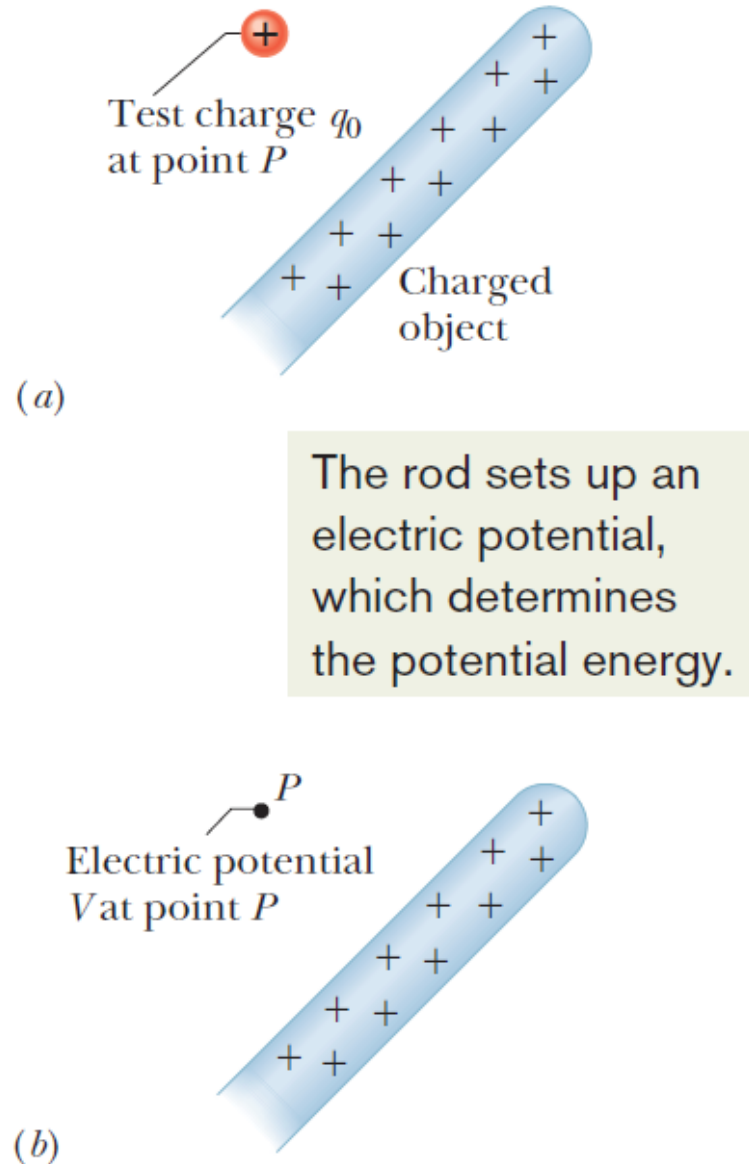 +
Test charge q0
at point P
+
+ +
+ +
+ +
+ +
+ +
Charged
object
(a)
The rod sets up an
electric potential,
which determines
the potential energy.
P
Electric potential
V at point P
+
+ +
+ +
+ +
+ +
+ +
(b)